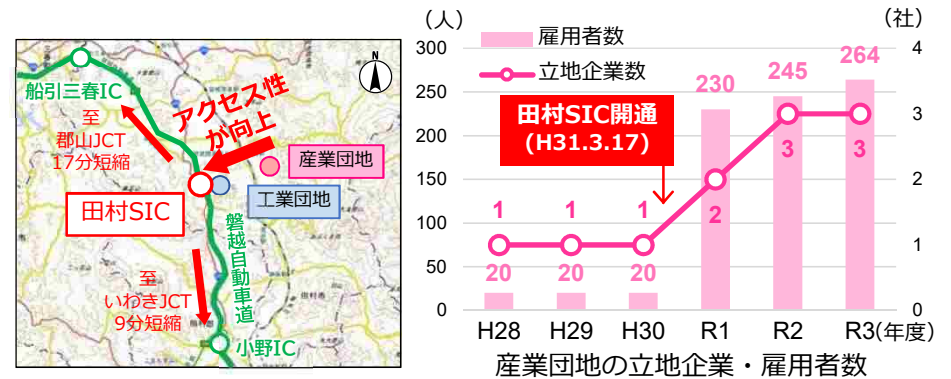 N
船引三春IC
至
郡山JCT
17分短縮
アクセス性
が向上
産業団地
工業団地
田村SIC
磐越自動車道
至
いわきJCT
9分短縮
小野IC
(人)
(社)
雇用者数
立地企業数
田村SIC開通
(H31.3.17)
300
250
200
150
100
50
0
4
3
2
1
0
1
1
1
2
3
3
20
20
20
230
245
264
H28
H29
H30
R1
R2
R3(年度)
産業団地の立地企業・雇用者数